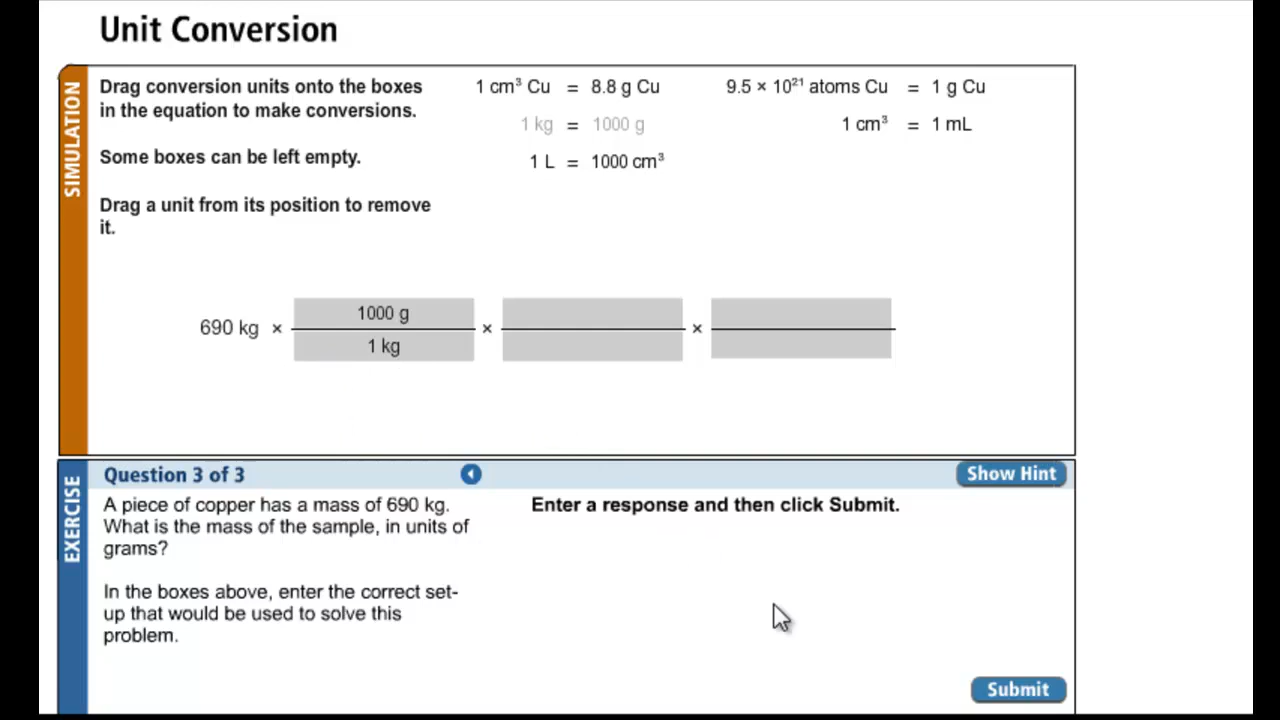 Unit Conversion
SIMULATION
Drag conversion units onto the boxes
in the equation to make conversions.
Some boxes can be left empty.
Drag a unit from its position to remove
it.
1 cm³ Cu = 8.8 g Cu
1 kg = 1000 g
1 L = 1000 cm³
9.5 × 10²¹ atoms Cu = 1 g Cu
1 cm³ = 1 mL
690 kg × 1000 g × ×
1 kg
EXERCISE
Question 3 of 3
Show Hint
A piece of copper has a mass of 690 kg.
What is the mass of the sample, in units of
grams?
In the boxes above, enter the correct set-
up that would be used to solve this
problem.
Enter a response and then click Submit.
Submit